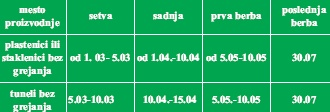 mesto proizvodnje setva sadnja prva berba poslednja berba
plastenici ili staklenici bez grejanja od 1. 03- 5.03 od 1.04.-10.04 od 5.05-10.05 30.07
tuneli bez grejanja 5.03-10.03 10.04.-15.04 5.05.-10.05 30.07